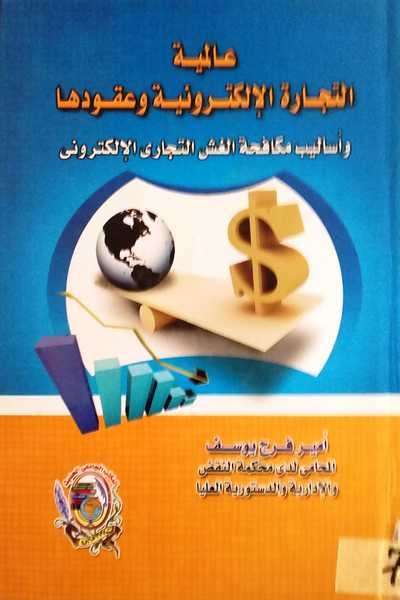 عالمية
التجارة الإلكترونية وعقودها
وأساليب مكافحة الغش التجارى الإلكترونى
أمير فرج يوسف
المحامى لدى محكمة النقض
والإدارية والدستورية العليا
7